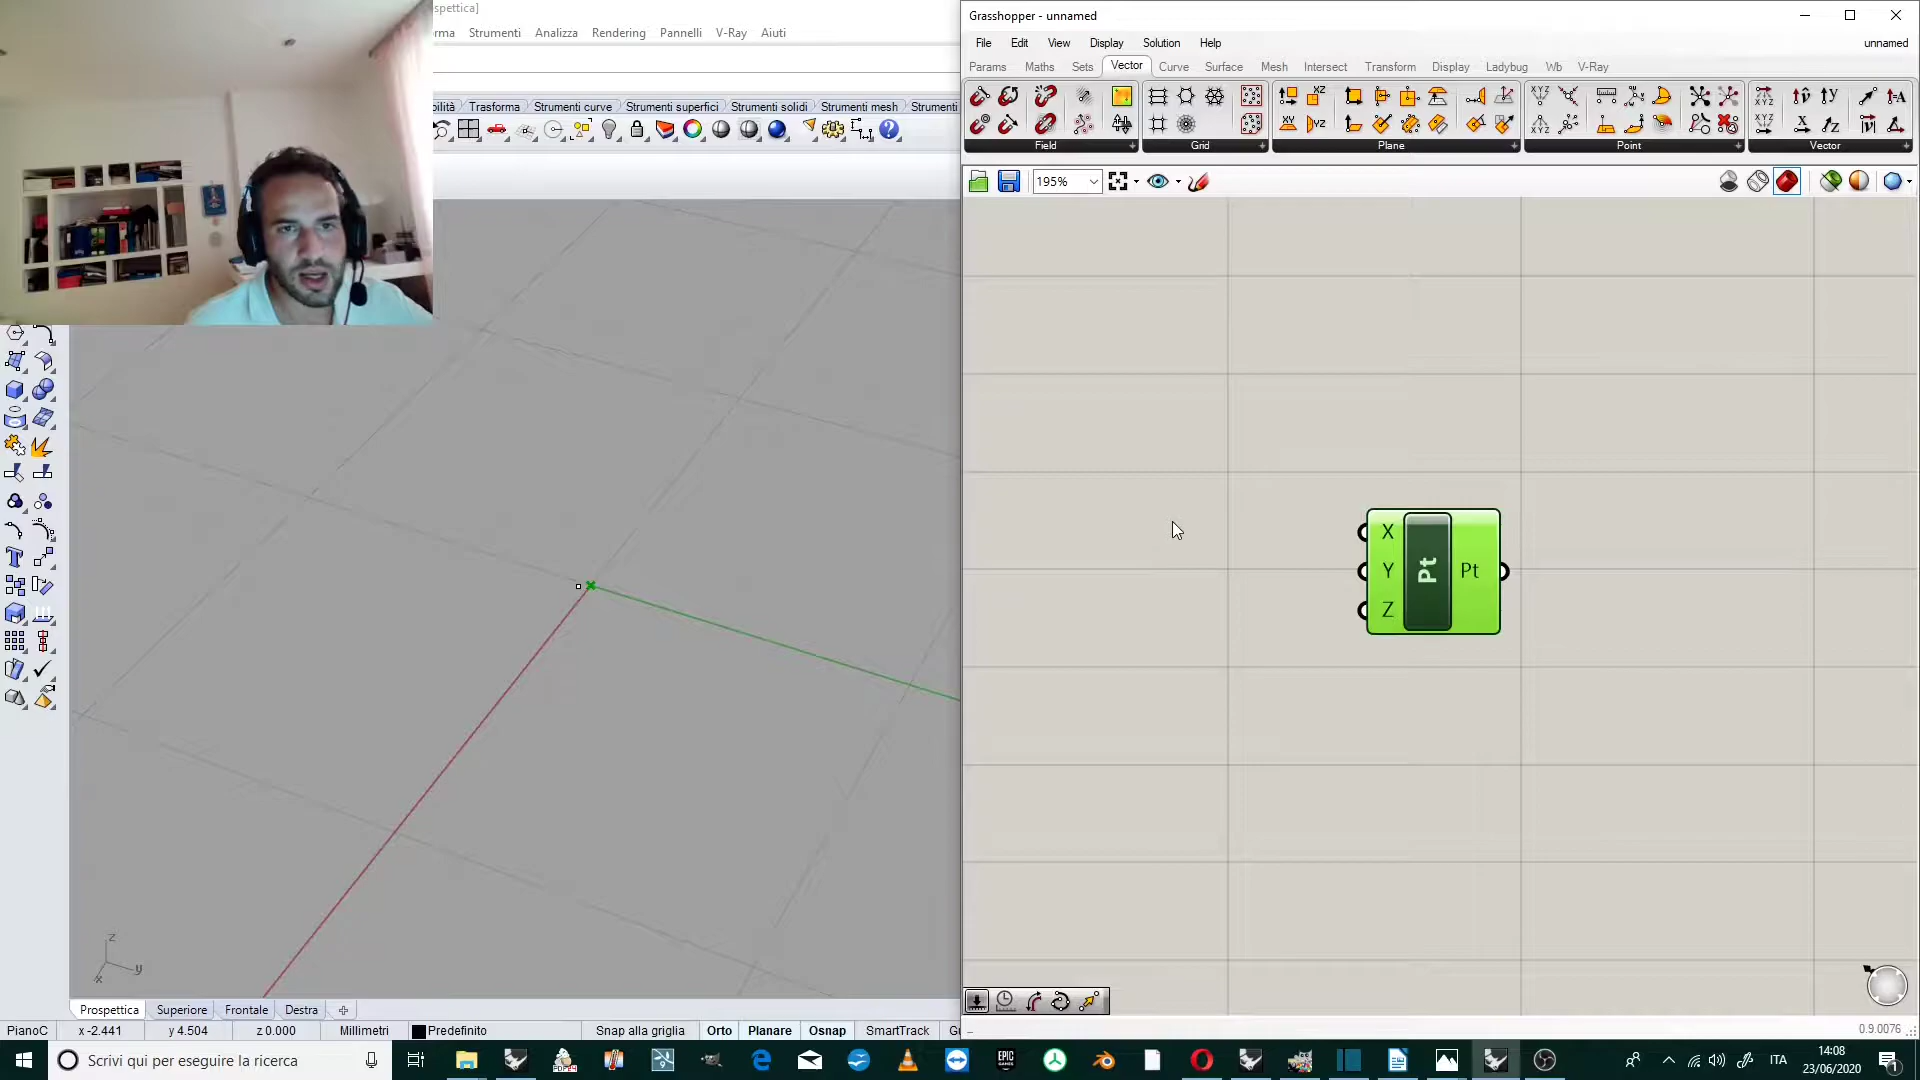 spettica]
rma Strumenti Analizza Rendering Pannelli V-Ray Aiuti
bilità Trasforma Strumenti curve Strumenti superfici Strumenti solidi Strumenti mesh Strumenti
Grasshopper - unnamed
File Edit View Display Solution Help unnamed
Params Maths Sets Vector Curve Surface Mesh Intersect Transform Display Ladybug Wb V-Ray
Field Grid Plane Point Vector
195%
X
Y
Z
Pt
Pt
z
y
x
Prospettica Superiore Frontale Destra
PianoC x -2.441 y 4.504 z 0.000 Millimetri Predefinito Snap alla griglia Orto Planare Osnap SmartTrack Gu
0.9.0076
Scrivi qui per eseguire la ricerca
ITA
14:08
23/06/2020
1